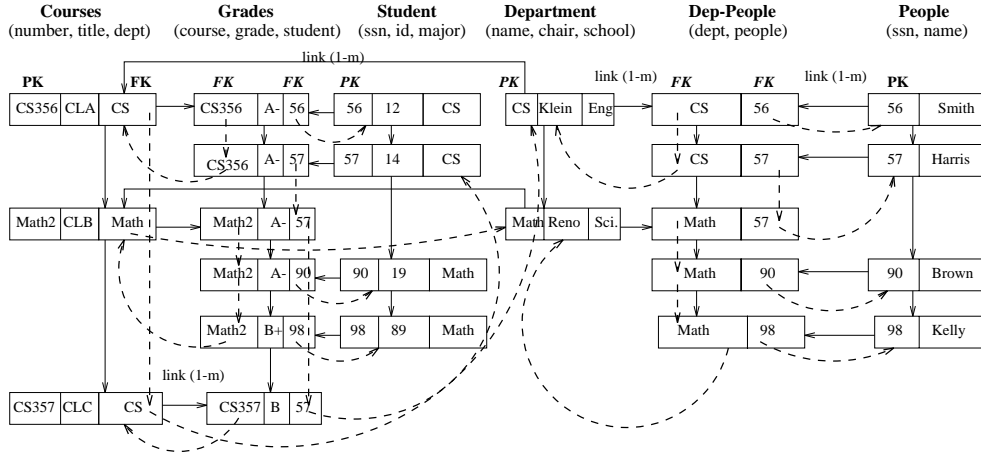 Courses Grades Student Department Dep-People People
(number, title, dept) (course, grade, student) (ssn, id, major) (name, chair, school) (dept, people) (ssn, name)
link (1-m)
PK FK FK FK PK PK link (1-m) FK FK link (1-m) PK
CS356 CLA CS CS356 A- 56 56 12 CS CS Klein Eng CS 56 56 Smith
CS356 A- 57 57 14 CS CS 57 57 Harris
Math2 CLB Math Math2 A- 57 Math Reno Sci. Math 57
Math2 A- 90 90 19 Math Math 90 90 Brown
Math2 B+ 98 98 89 Math Math 98 98 Kelly
link (1-m)
CS357 CLC CS CS357 B 57